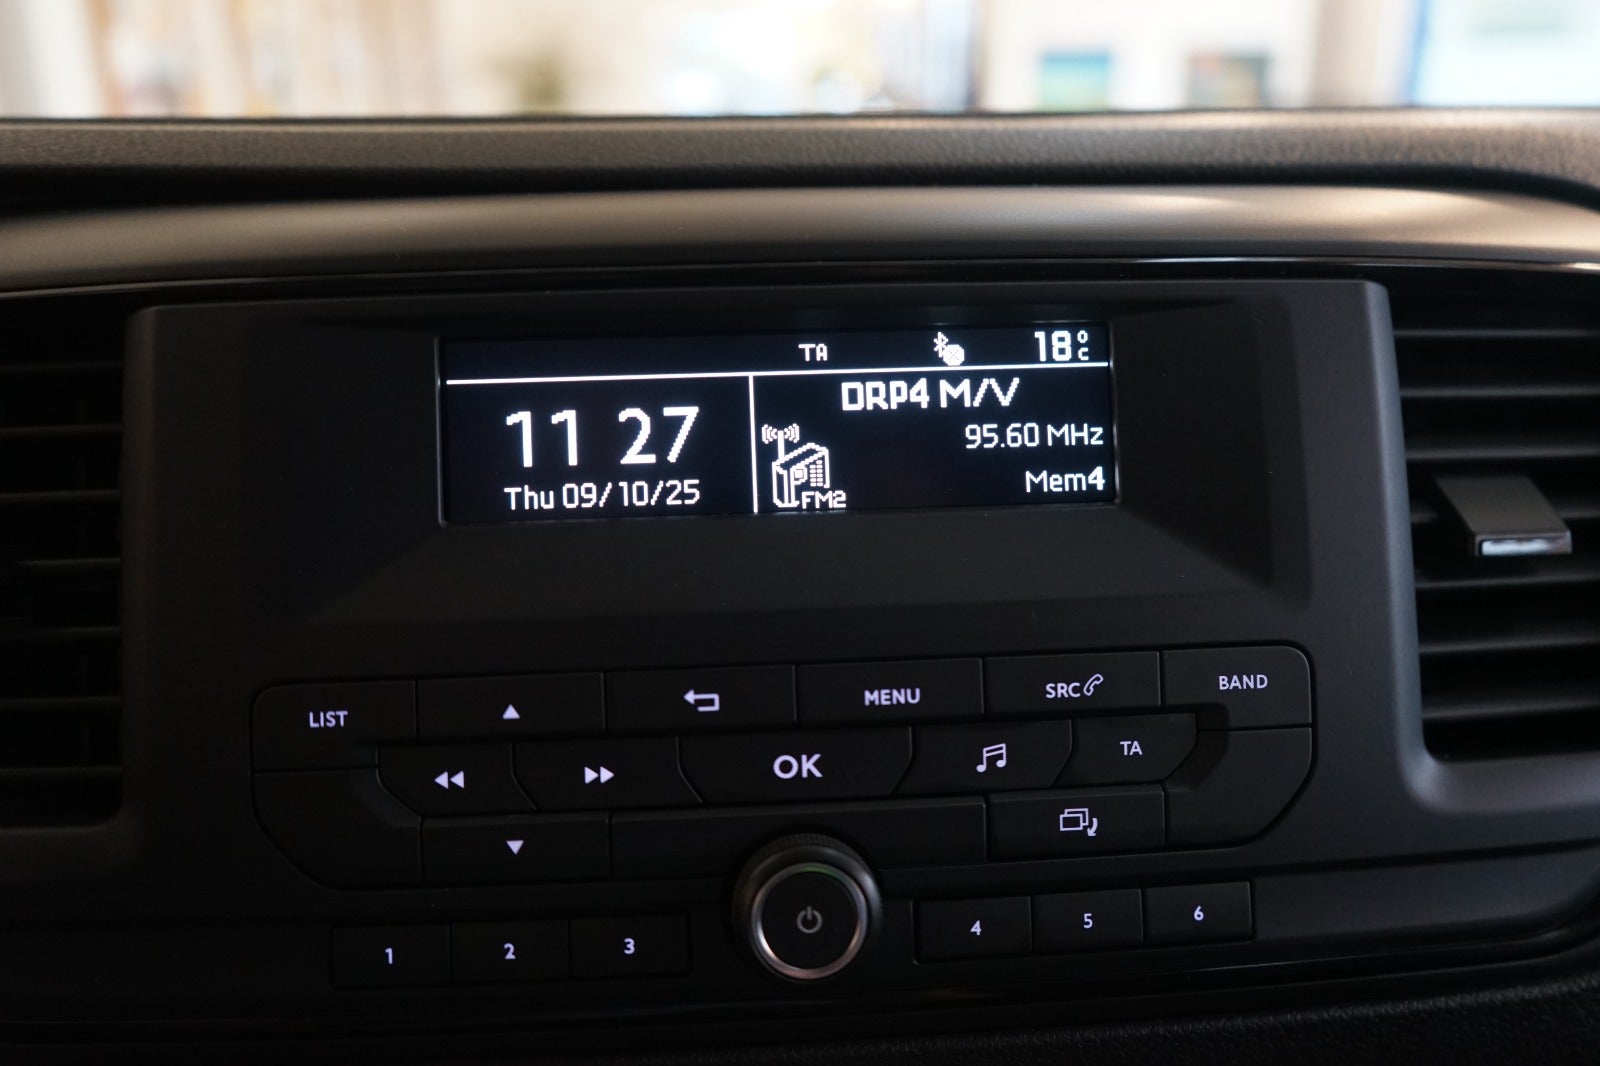 TA 18°C
11 27
Thu 09/10/25
DRP4 M/V
95.60 MHz
Mem4
FM2
LIST
MENU
SRC
BAND
OK
TA
1 2 3 4 5 6